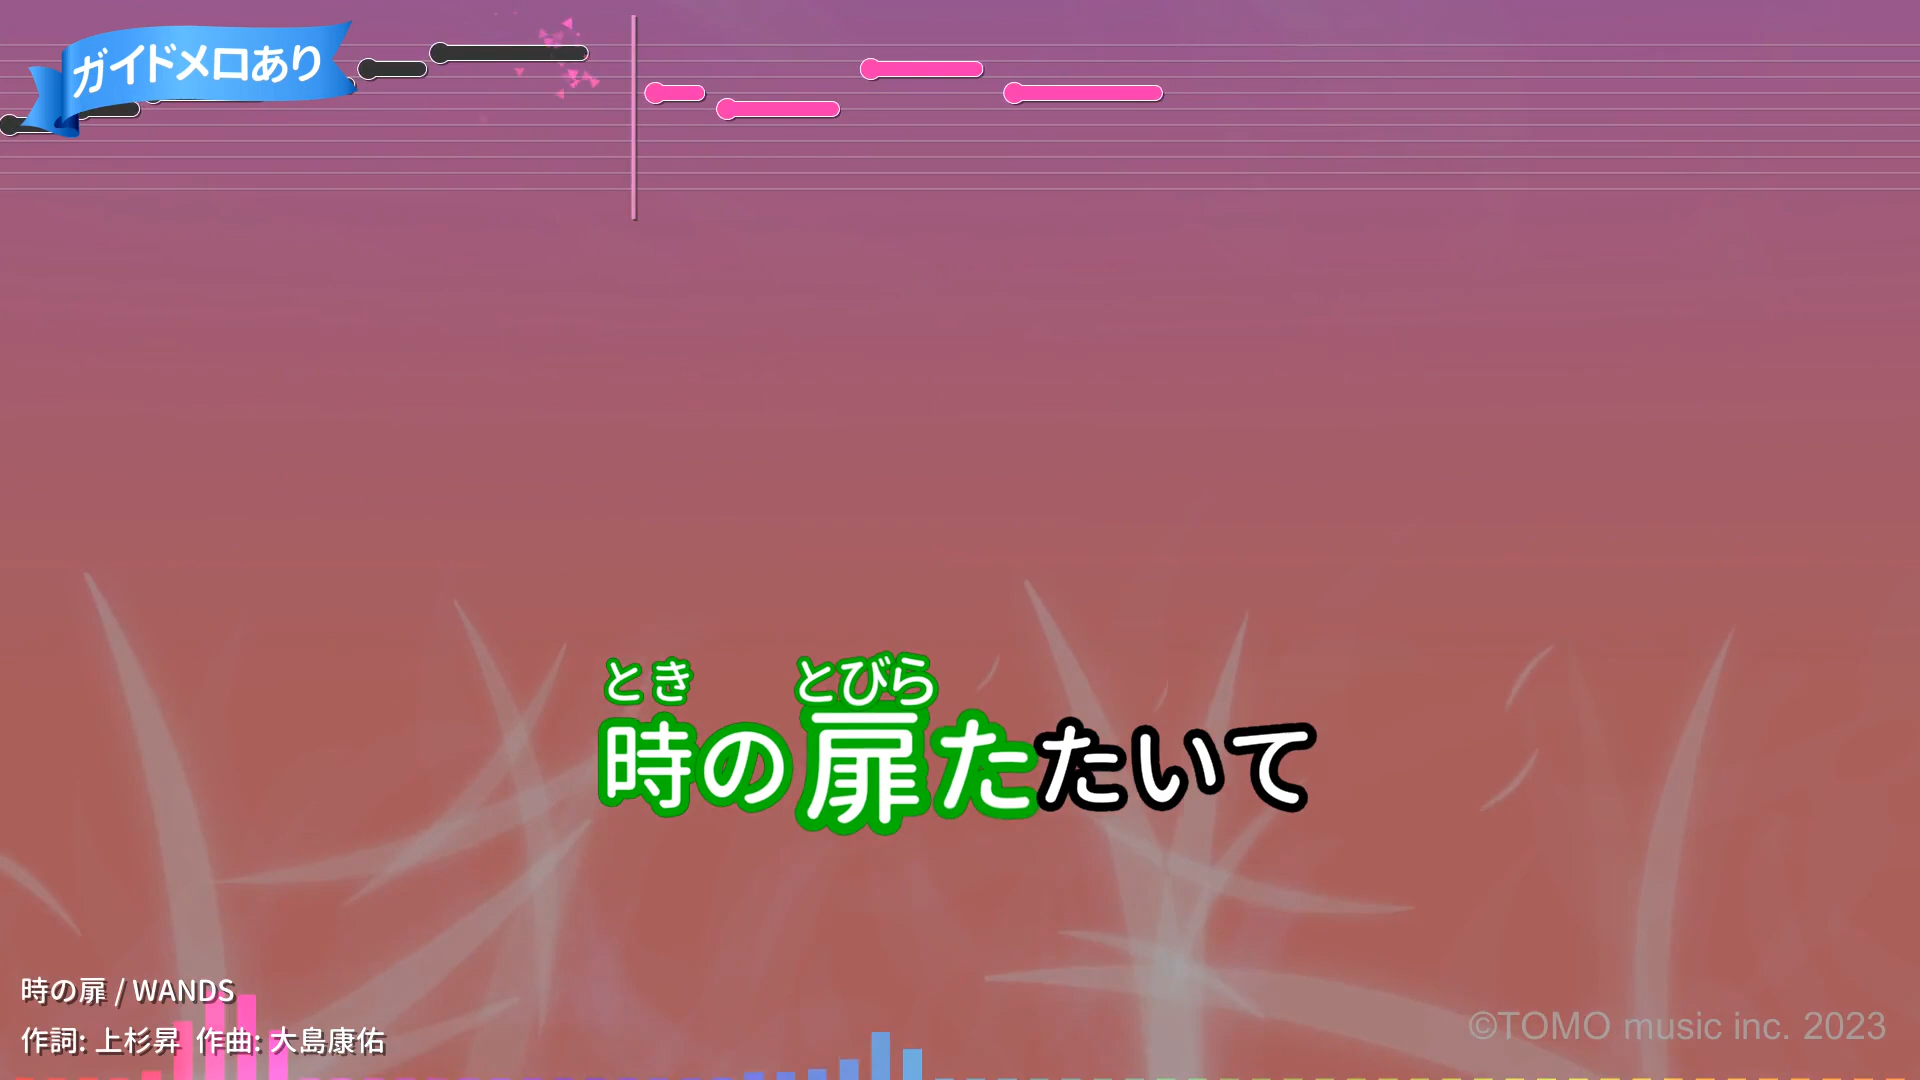 ガイドメロあり
とき とびら
時の扉たたいて
時の扉 / WANDS
作詞: 上杉昇 作曲: 大島康佑
©TOMO music inc. 2023